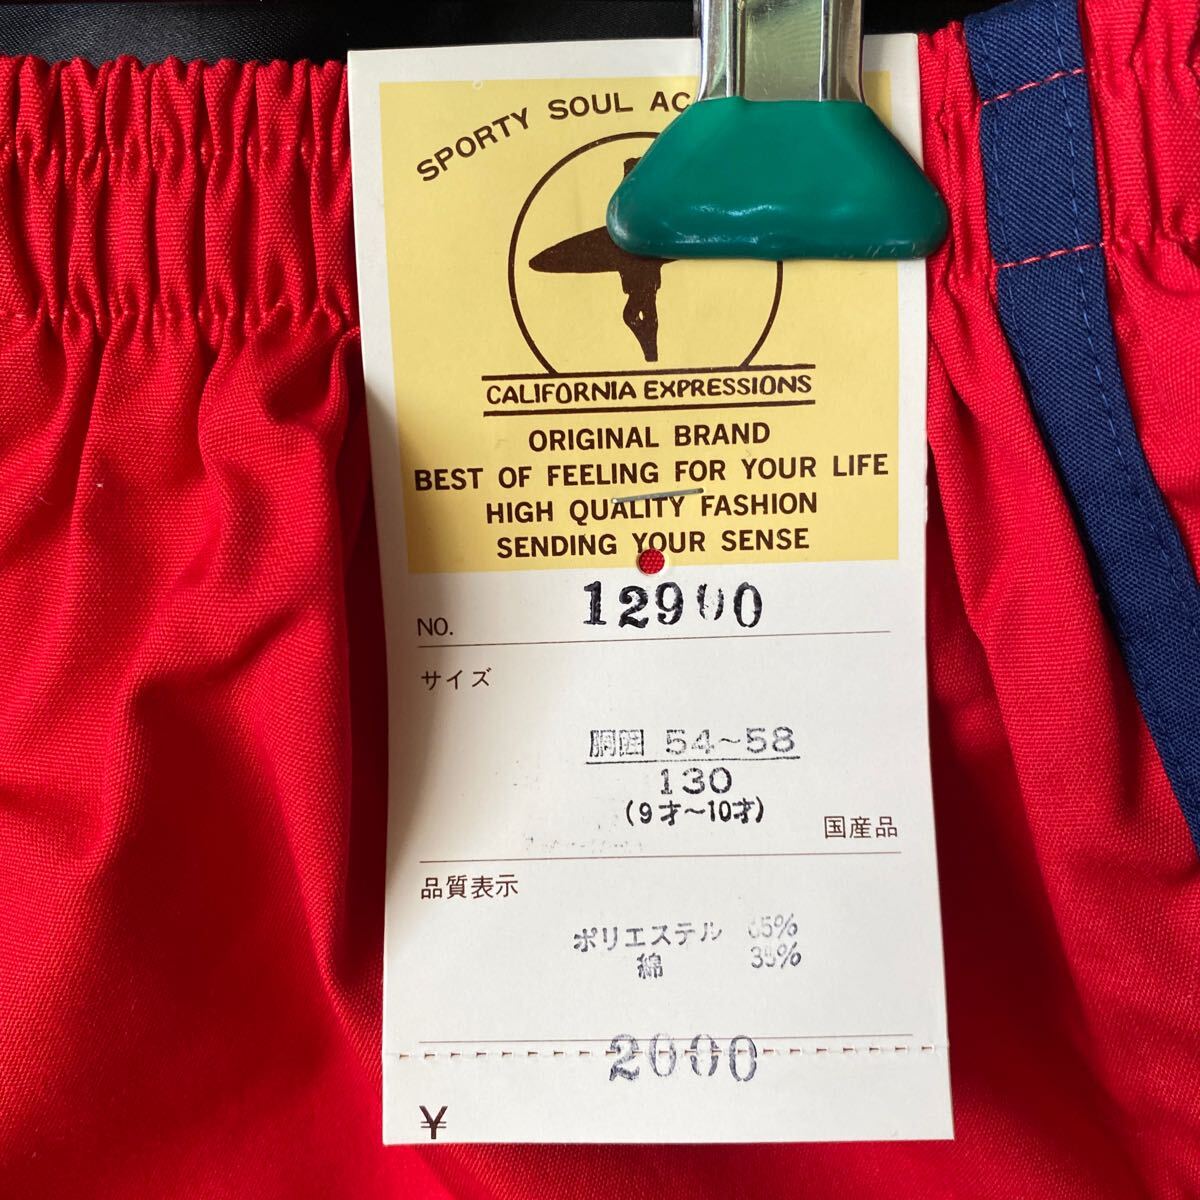 SPORTY SOUL
CALIFORNIA EXPRESSIONS
ORIGINAL BRAND
BEST OF FEELING FOR YOUR LIFE
HIGH QUALITY FASHION
SENDING YOUR SENSE
NO. 12900
サイズ
胴囲 54～58
130
(9才～10才)
国産品
品質表示
ポリエステル 65%
綿 35%
2000
¥